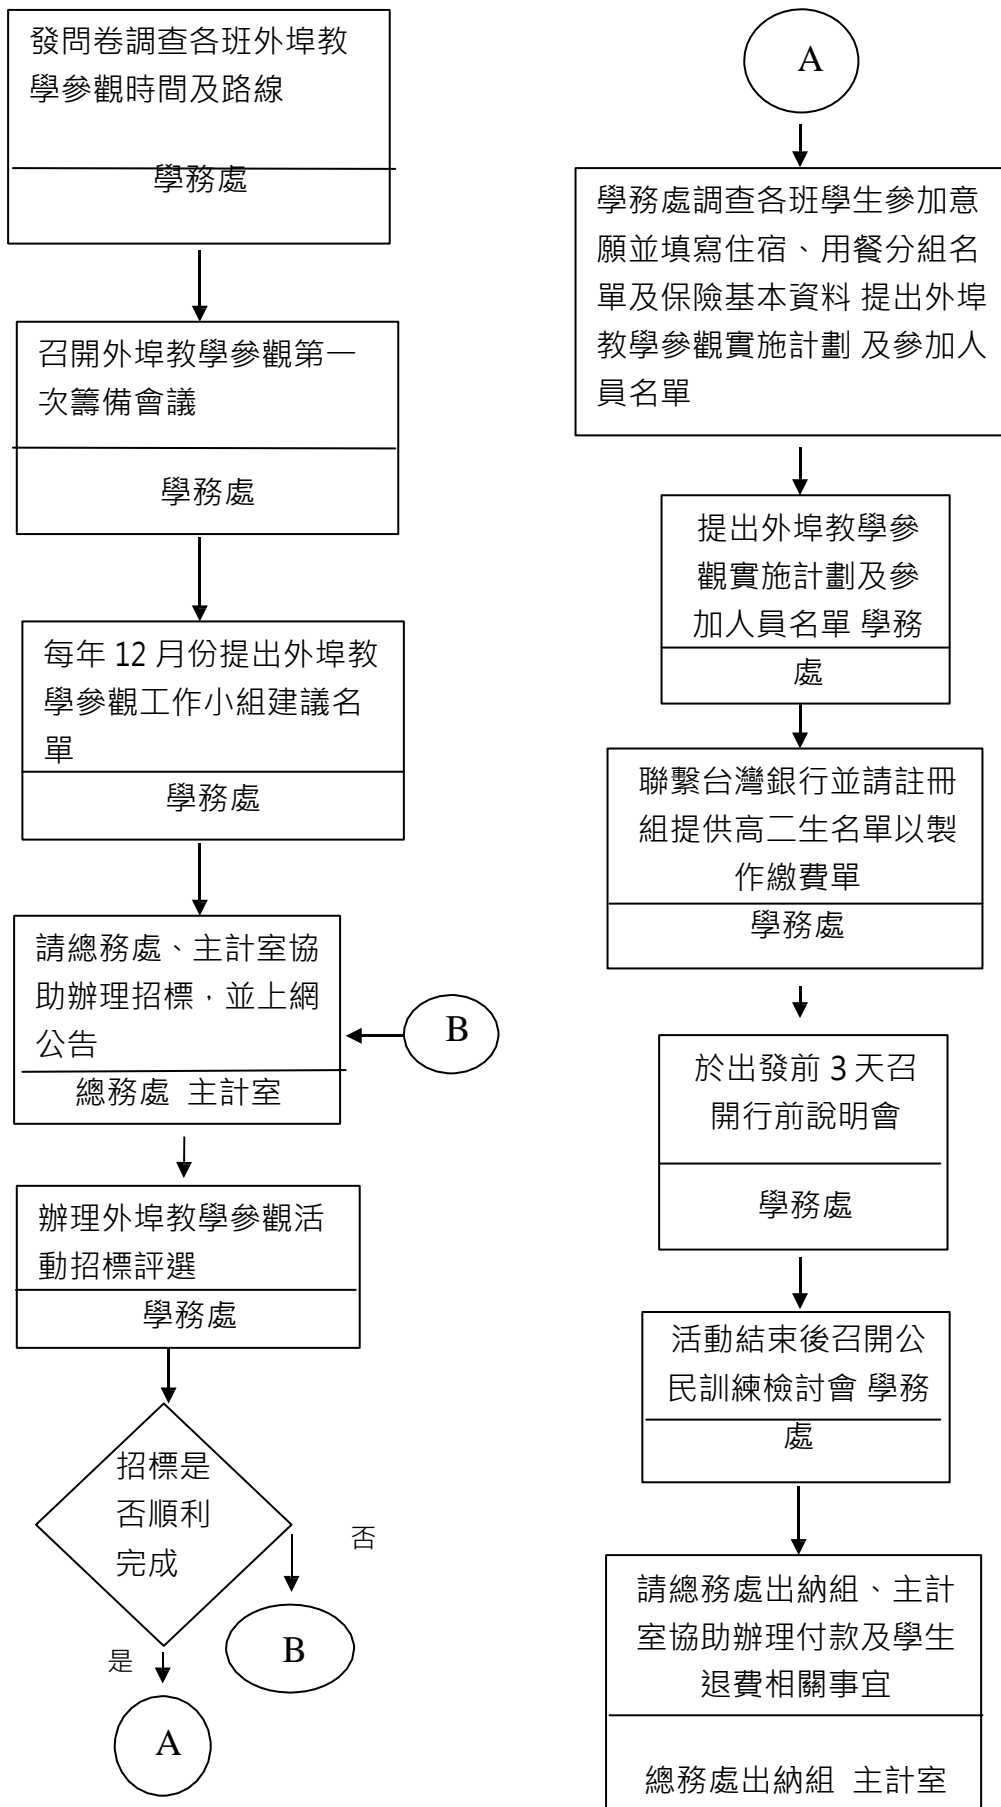 發問卷調查各班外埠教
學參觀時間及路線
學務處
召開外埠教學參觀第一
次籌備會議
學務處
每年 12 月份提出外埠教
學參觀工作小組建議名
單
學務處
請總務處、主計室協
助辦理招標，並上網
公告
總務處 主計室
B
辦理外埠教學參觀活
動招標評選
學務處
招標是
否順利
完成
否
B
是
A
A
學務處調查各班學生參加意
願並填寫住宿、用餐分組名
單及保險基本資料 提出外埠
教學參觀實施計劃 及參加人
員名單
提出外埠教學參
觀實施計劃及參
加人員名單 學務
處
聯繫台灣銀行並請註冊
組提供高二生名單以製
作繳費單
學務處
於出發前 3 天召
開行前說明會
學務處
活動結束後召開公
民訓練檢討會 學務
處
請總務處出納組、主計
室協助辦理付款及學生
退費相關事宜
總務處出納組 主計室